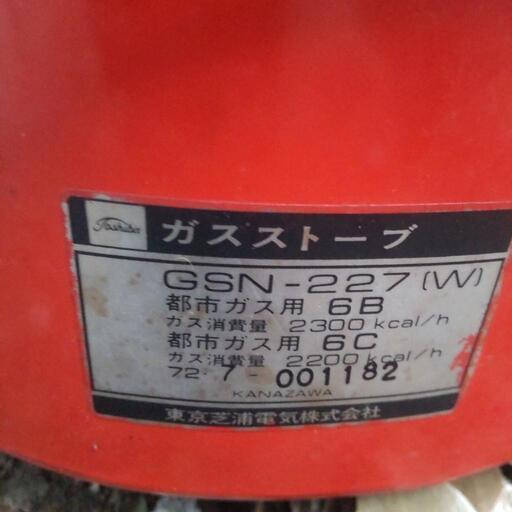 Toshiba ガスストーブ
GSN-227(W)
都市ガス用 6B
ガス消費量 2300 kcal/h
都市ガス用 6C
ガス消費量 2200 kcal/h
72.7-001182
KANAZAWA
東京芝浦電気株式会社